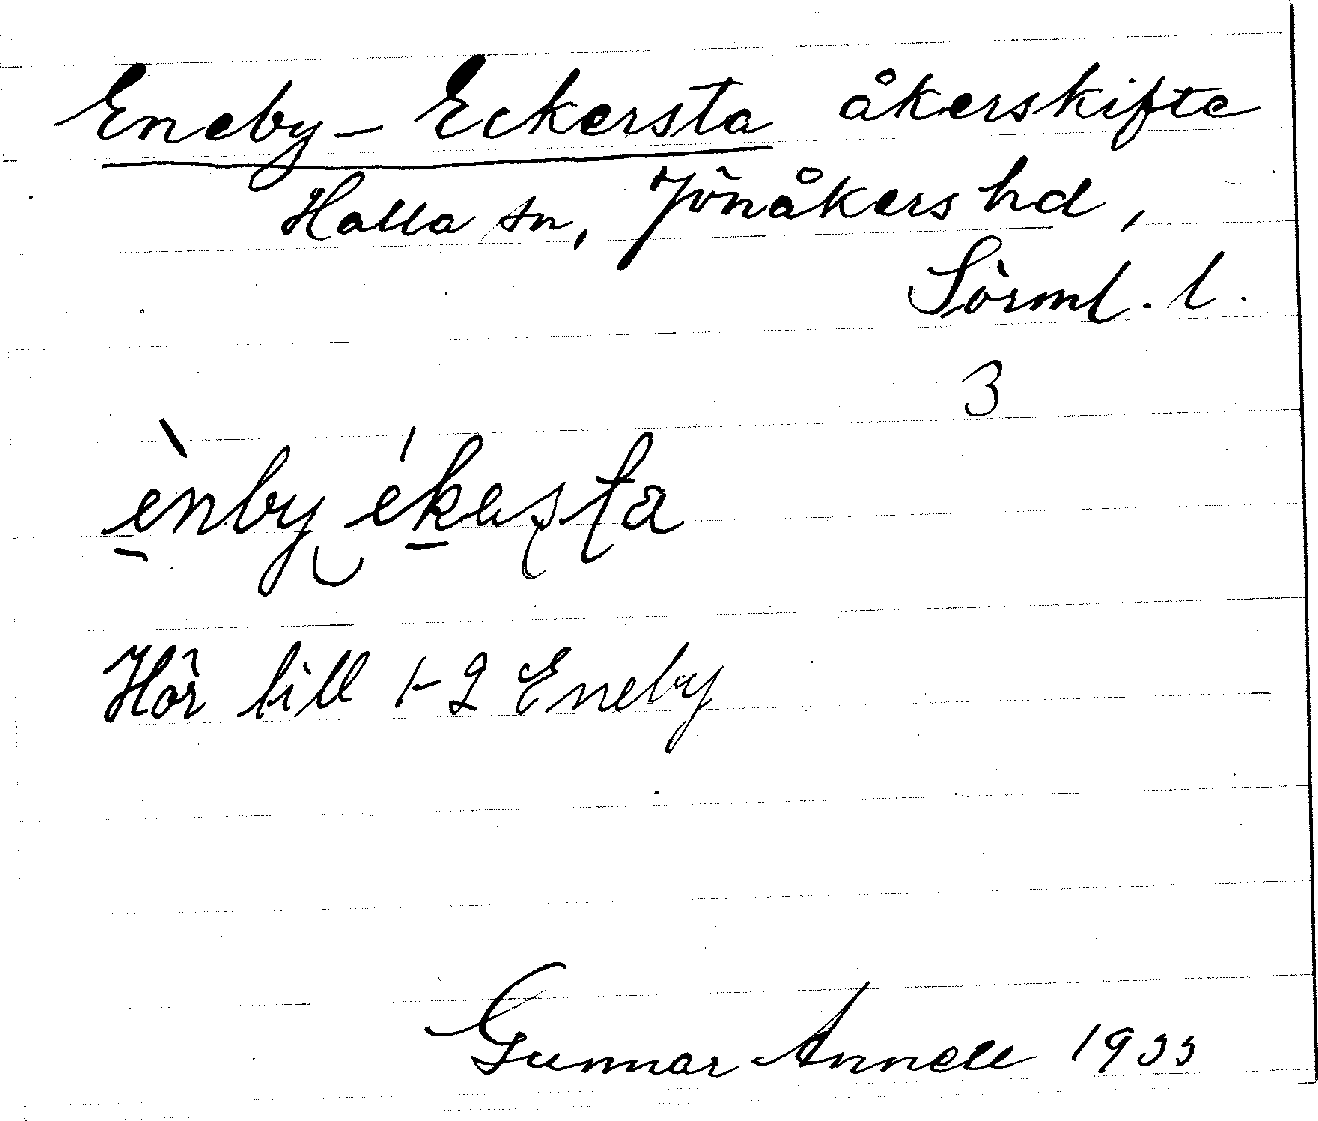 Eneby - Eckersta åkerskifte
Halla sn, Jönåkers hd,
Sörml. l.
3
ènby ékasta
Hör till 1-2 Eneby
Gunnar Annell 1933